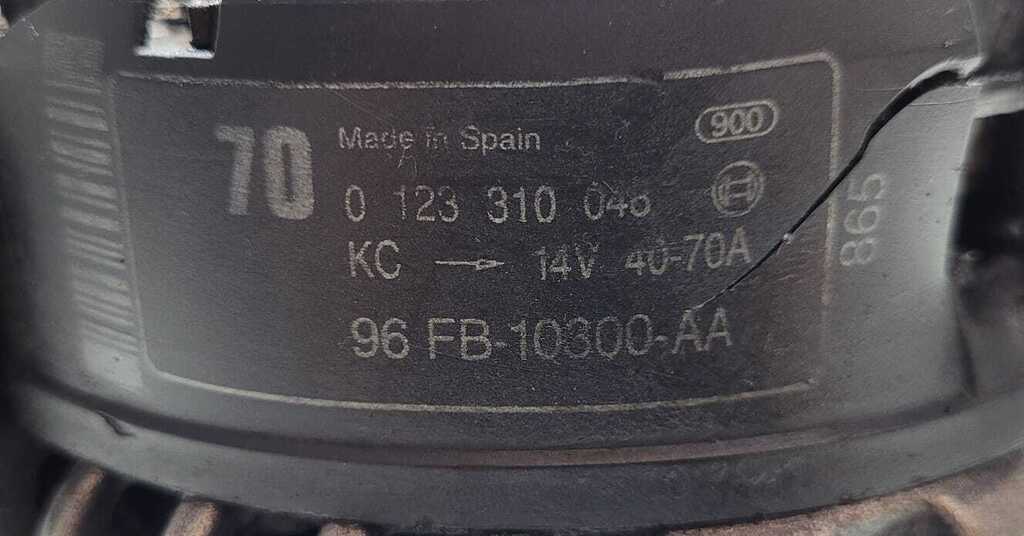 70
Made in Spain
900
0 123 310 048
KC → 14V 40-70A
96 FB-10300-AA
865